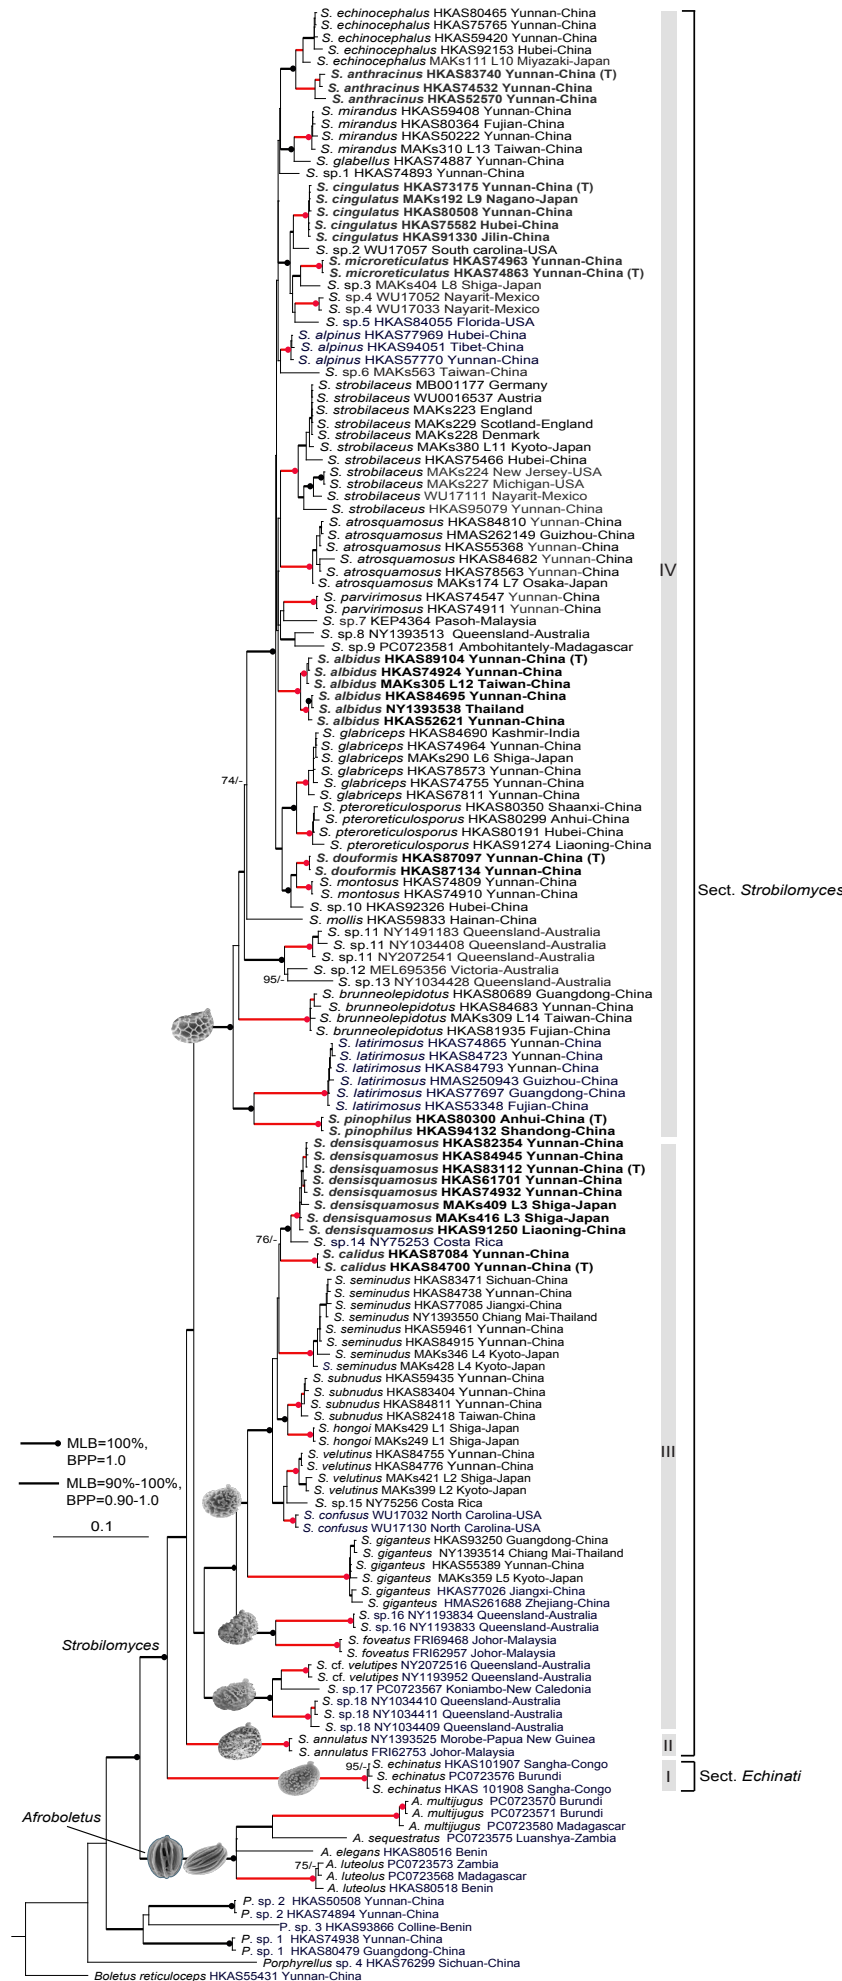 S. echinocephalus HKAS80465 Yunnan-China
S. echinocephalus HKAS75765 Yunnan-China
S. echinocephalus HKAS59420 Yunnan-China
S. echinocephalus HKAS92153 Hubei-China
S. echinocephalus MAKs111 L10 Miyazaki-Japan
S. anthracinus HKAS83740 Yunnan-China (T)
S. anthracinus HKAS74532 Yunnan-China
S. anthracinus HKAS52570 Yunnan-China
S. mirandus HKAS59408 Yunnan-China
S. mirandus HKAS80364 Fujian-China
S. mirandus HKAS50222 Yunnan-China
S. mirandus MAKs310 L13 Taiwan-China
S. glabellus HKAS74887 Yunnan-China
S. sp.1 HKAS74893 Yunnan-China
S. cingulatus HKAS73175 Yunnan-China (T)
S. cingulatus MAKs192 L9 Nagano-Japan
S. cingulatus HKAS80508 Yunnan-China
S. cingulatus HKAS75582 Hubei-China
S. cingulatus HKAS91330 Jilin-China
S. sp.2 WU17057 South carolina-USA
S. microreticulatus HKAS74963 Yunnan-China
S. microreticulatus HKAS74863 Yunnan-China (T)
S. sp.3 MAKs404 L8 Shiga-Japan
S. sp.4 WU17052 Nayarit-Mexico
S. sp.4 WU17033 Nayarit-Mexico
S. sp.5 HKAS84055 Florida-USA
S. alpinus HKAS77969 Hubei-China
S. alpinus HKAS94051 Tibet-China
S. alpinus HKAS57770 Yunnan-China
S. sp.6 MAKs563 Taiwan-China
S. strobilaceus MB001177 Germany
S. strobilaceus WU0016537 Austria
S. strobilaceus MAKs223 England
S. strobilaceus MAKs229 Scotland-England
S. strobilaceus MAKs228 Denmark
S. strobilaceus MAKs380 L11 Kyoto-Japan
S. strobilaceus HKAS75466 Hubei-China
S. strobilaceus MAKs224 New Jersey-USA
S. strobilaceus MAKs227 Michigan-USA
S. strobilaceus WU17111 Nayarit-Mexico
S. strobilaceus HKAS95079 Yunnan-China
S. atrosquamosus HKAS84810 Yunnan-China
S. atrosquamosus HMAS262149 Guizhou-China
S. atrosquamosus HKAS55368 Yunnan-China
S. atrosquamosus HKAS84682 Yunnan-China
S. atrosquamosus HKAS78563 Yunnan-China
IV
S. atrosquamosus MAKs174 L7 Osaka-Japan
S. parvirimosus HKAS74547 Yunnan-China
S. parvirimosus HKAS74911 Yunnan-China
S. sp.7 KEP4364 Pasoh-Malaysia
S. sp.8 NY1393513 Queensland-Australia
S. sp.9 PC0723581 Ambohitantely-Madagascar
S. albidus HKAS89104 Yunnan-China (T)
S. albidus HKAS74924 Yunnan-China
S. albidus MAKs305 L12 Taiwan-China
S. albidus HKAS84695 Yunnan-China
S. albidus NY1393538 Thailand
S. albidus HKAS52621 Yunnan-China
S. glabriceps HKAS84690 Kashmir-India
S. glabriceps HKAS74964 Yunnan-China
S. glabriceps MAKs290 L6 Shiga-Japan
S. glabriceps HKAS78573 Yunnan-China
74/-
S. glabriceps HKAS74755 Yunnan-China
S. glabriceps HKAS67811 Yunnan-China
S. pteroreticulosporus HKAS80350 Shaanxi-China
S. pteroreticulosporus HKAS80299 Anhui-China
S. pteroreticulosporus HKAS80191 Hubei-China
S. pteroreticulosporus HKAS91274 Liaoning-China
S. douformis HKAS87097 Yunnan-China (T)
S. douformis HKAS87134 Yunnan-China
S. montosus HKAS74809 Yunnan-China
Sect. Strobilomyces
S. montosus HKAS74910 Yunnan-China
S. sp.10 HKAS92326 Hubei-China
S. mollis HKAS59833 Hainan-China
S. sp.11 NY1491183 Queensland-Australia
S. sp.11 NY1034408 Queensland-Australia
S. sp.11 NY2072541 Queensland-Australia
S. sp.12 MEL695356 Victoria-Australia
95/-
S. sp.13 NY1034428 Queensland-Australia
S. brunneolepidotus HKAS80689 Guangdong-China
S. brunneolepidotus HKAS84683 Yunnan-China
S. brunneolepidotus MAKs309 L14 Taiwan-China
S. brunneolepidotus HKAS81935 Fujian-China
S. latirimosus HKAS74865 Yunnan-China
S. latirimosus HKAS84723 Yunnan-China
S. latirimosus HKAS84793 Yunnan-China
S. latirimosus HMAS250943 Guizhou-China
S. latirimosus HKAS77697 Guangdong-China
S. latirimosus HKAS53348 Fujian-China
S. pinophilus HKAS80300 Anhui-China (T)
S. pinophilus HKAS94132 Shandong-China
S. densisquamosus HKAS82354 Yunnan-China
S. densisquamosus HKAS84945 Yunnan-China
S. densisquamosus HKAS83112 Yunnan-China (T)
S. densisquamosus HKAS61701 Yunnan-China
S. densisquamosus HKAS74932 Yunnan-China
S. densisquamosus MAKs409 L3 Shiga-Japan
S. densisquamosus MAKs416 L3 Shiga-Japan
S. densisquamosus HKAS91250 Liaoning-China
76/-
S. sp.14 NY75253 Costa Rica
S. calidus HKAS87084 Yunnan-China
S. calidus HKAS84700 Yunnan-China (T)
S. seminudus HKAS83471 Sichuan-China
S. seminudus HKAS84738 Yunnan-China
S. seminudus HKAS77085 Jiangxi-China
S. seminudus NY1393550 Chiang Mai-Thailand
S. seminudus HKAS59461 Yunnan-China
S. seminudus HKAS84915 Yunnan-China
S. seminudus MAKs346 L4 Kyoto-Japan
S. seminudus MAKs428 L4 Kyoto-Japan
S. subnudus HKAS59435 Yunnan-China
S. subnudus HKAS83404 Yunnan-China
S. subnudus HKAS84811 Yunnan-China
S. subnudus HKAS82418 Taiwan-China
S. hongoi MAKs429 L1 Shiga-Japan
S. hongoi MAKs249 L1 Shiga-Japan
MLB=100%,
BPP=1.0
III
S. velutinus HKAS84755 Yunnan-China
S. velutinus HKAS84776 Yunnan-China
S. velutinus MAKs421 L2 Shiga-Japan
S. velutinus MAKs399 L2 Kyoto-Japan
MLB=90%-100%,
BPP=0.90-1.0
S. sp.15 NY75256 Costa Rica
S. confusus WU17032 North Carolina-USA
S. confusus WU17130 North Carolina-USA
0.1
S. giganteus HKAS93250 Guangdong-China
S. giganteus NY1393514 Chiang Mai-Thailand
S. giganteus HKAS55389 Yunnan-China
S. giganteus MAKs359 L5 Kyoto-Japan
S. giganteus HKAS77026 Jiangxi-China
S. giganteus HMAS261688 Zhejiang-China
S. sp.16 NY1193834 Queensland-Australia
S. sp.16 NY1193833 Queensland-Australia
Strobilomyces
S. foveatus FRI69468 Johor-Malaysia
S. foveatus FRI62957 Johor-Malaysia
S. cf. velutipes NY2072516 Queensland-Australia
S. cf. velutipes NY1193952 Queensland-Australia
S. sp.17 PC0723567 Koniambo-New Caledonia
S. sp.18 NY1034410 Queensland-Australia
S. sp.18 NY1034411 Queensland-Australia
S. sp.18 NY1034409 Queensland-Australia
S. annulatus NY1393525 Morobe-Papua New Guinea
II
S. annulatus FRI62753 Johor-Malaysia
95/-
S. echinatus HKAS101907 Sangha-Congo
S. echinatus PC0723576 Burundi
I
Sect. Echinati
S. echinatus HKAS 101908 Sangha-Congo
A. multijugus PC0723570 Burundi
A. multijugus PC0723571 Burundi
Afroboletus
A. multijugus PC0723580 Madagascar
A. sequestratus PC0723575 Luanshya-Zambia
A. elegans HKAS80516 Benin
75/-
A. luteolus PC0723573 Zambia
A. luteolus PC0723568 Madagascar
A. luteolus HKAS80518 Benin
P. sp. 2 HKAS50508 Yunnan-China
P. sp. 2 HKAS74894 Yunnan-China
P. sp. 3 HKAS93866 Colline-Benin
P. sp. 1 HKAS74938 Yunnan-China
P. sp. 1 HKAS80479 Guangdong-China
Porphyrellus sp. 4 HKAS76299 Sichuan-China
Boletus reticuloceps HKAS55431 Yunnan-China